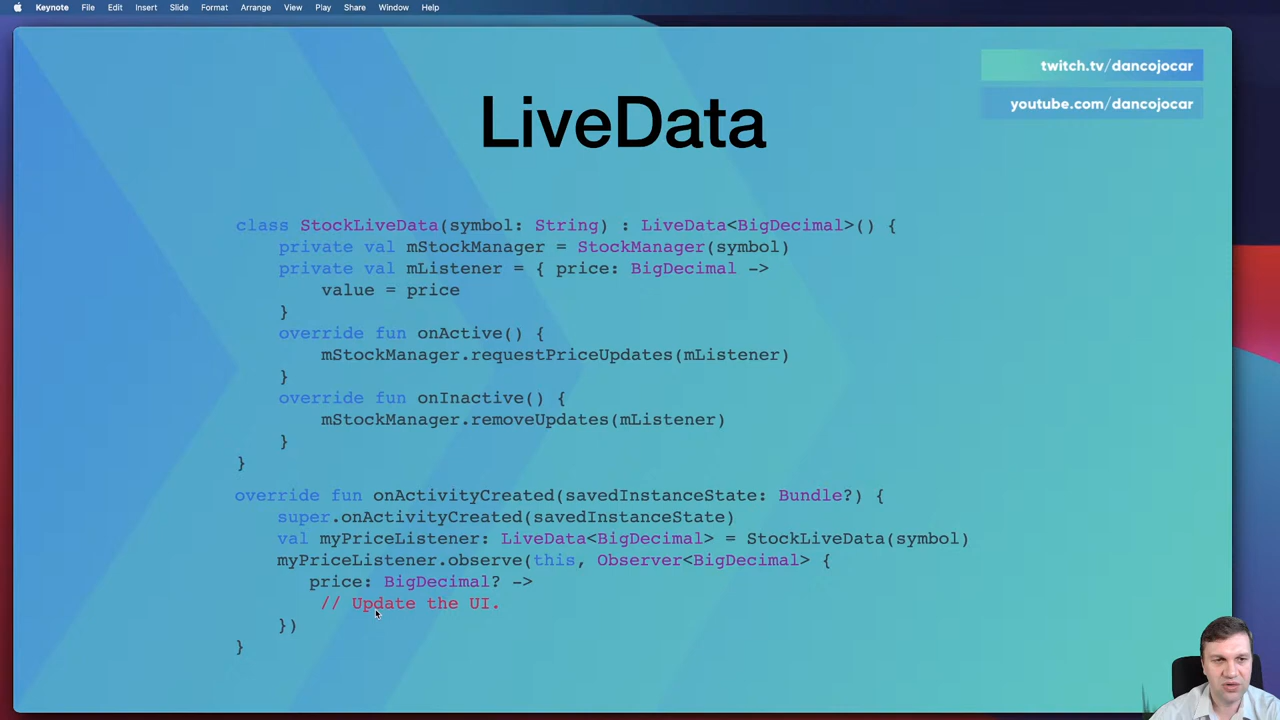 Keynote File Edit Insert Slide Format Arrange View Play Share Window Help
twitch.tv/dancojocar
youtube.com/dancojocar
LiveData
class StockLiveData(symbol: String) : LiveData<BigDecimal>() {
    private val mStockManager = StockManager(symbol)
    private val mListener = { price: BigDecimal ->
        value = price
    }
    override fun onActive() {
        mStockManager.requestPriceUpdates(mListener)
    }
    override fun onInactive() {
        mStockManager.removeUpdates(mListener)
    }
}
override fun onActivityCreated(savedInstanceState: Bundle?) {
    super.onActivityCreated(savedInstanceState)
    val myPriceListener: LiveData<BigDecimal> = StockLiveData(symbol)
    myPriceListener.observe(this, Observer<BigDecimal> {
       price: BigDecimal? ->
        // Update the UI.
    })
}